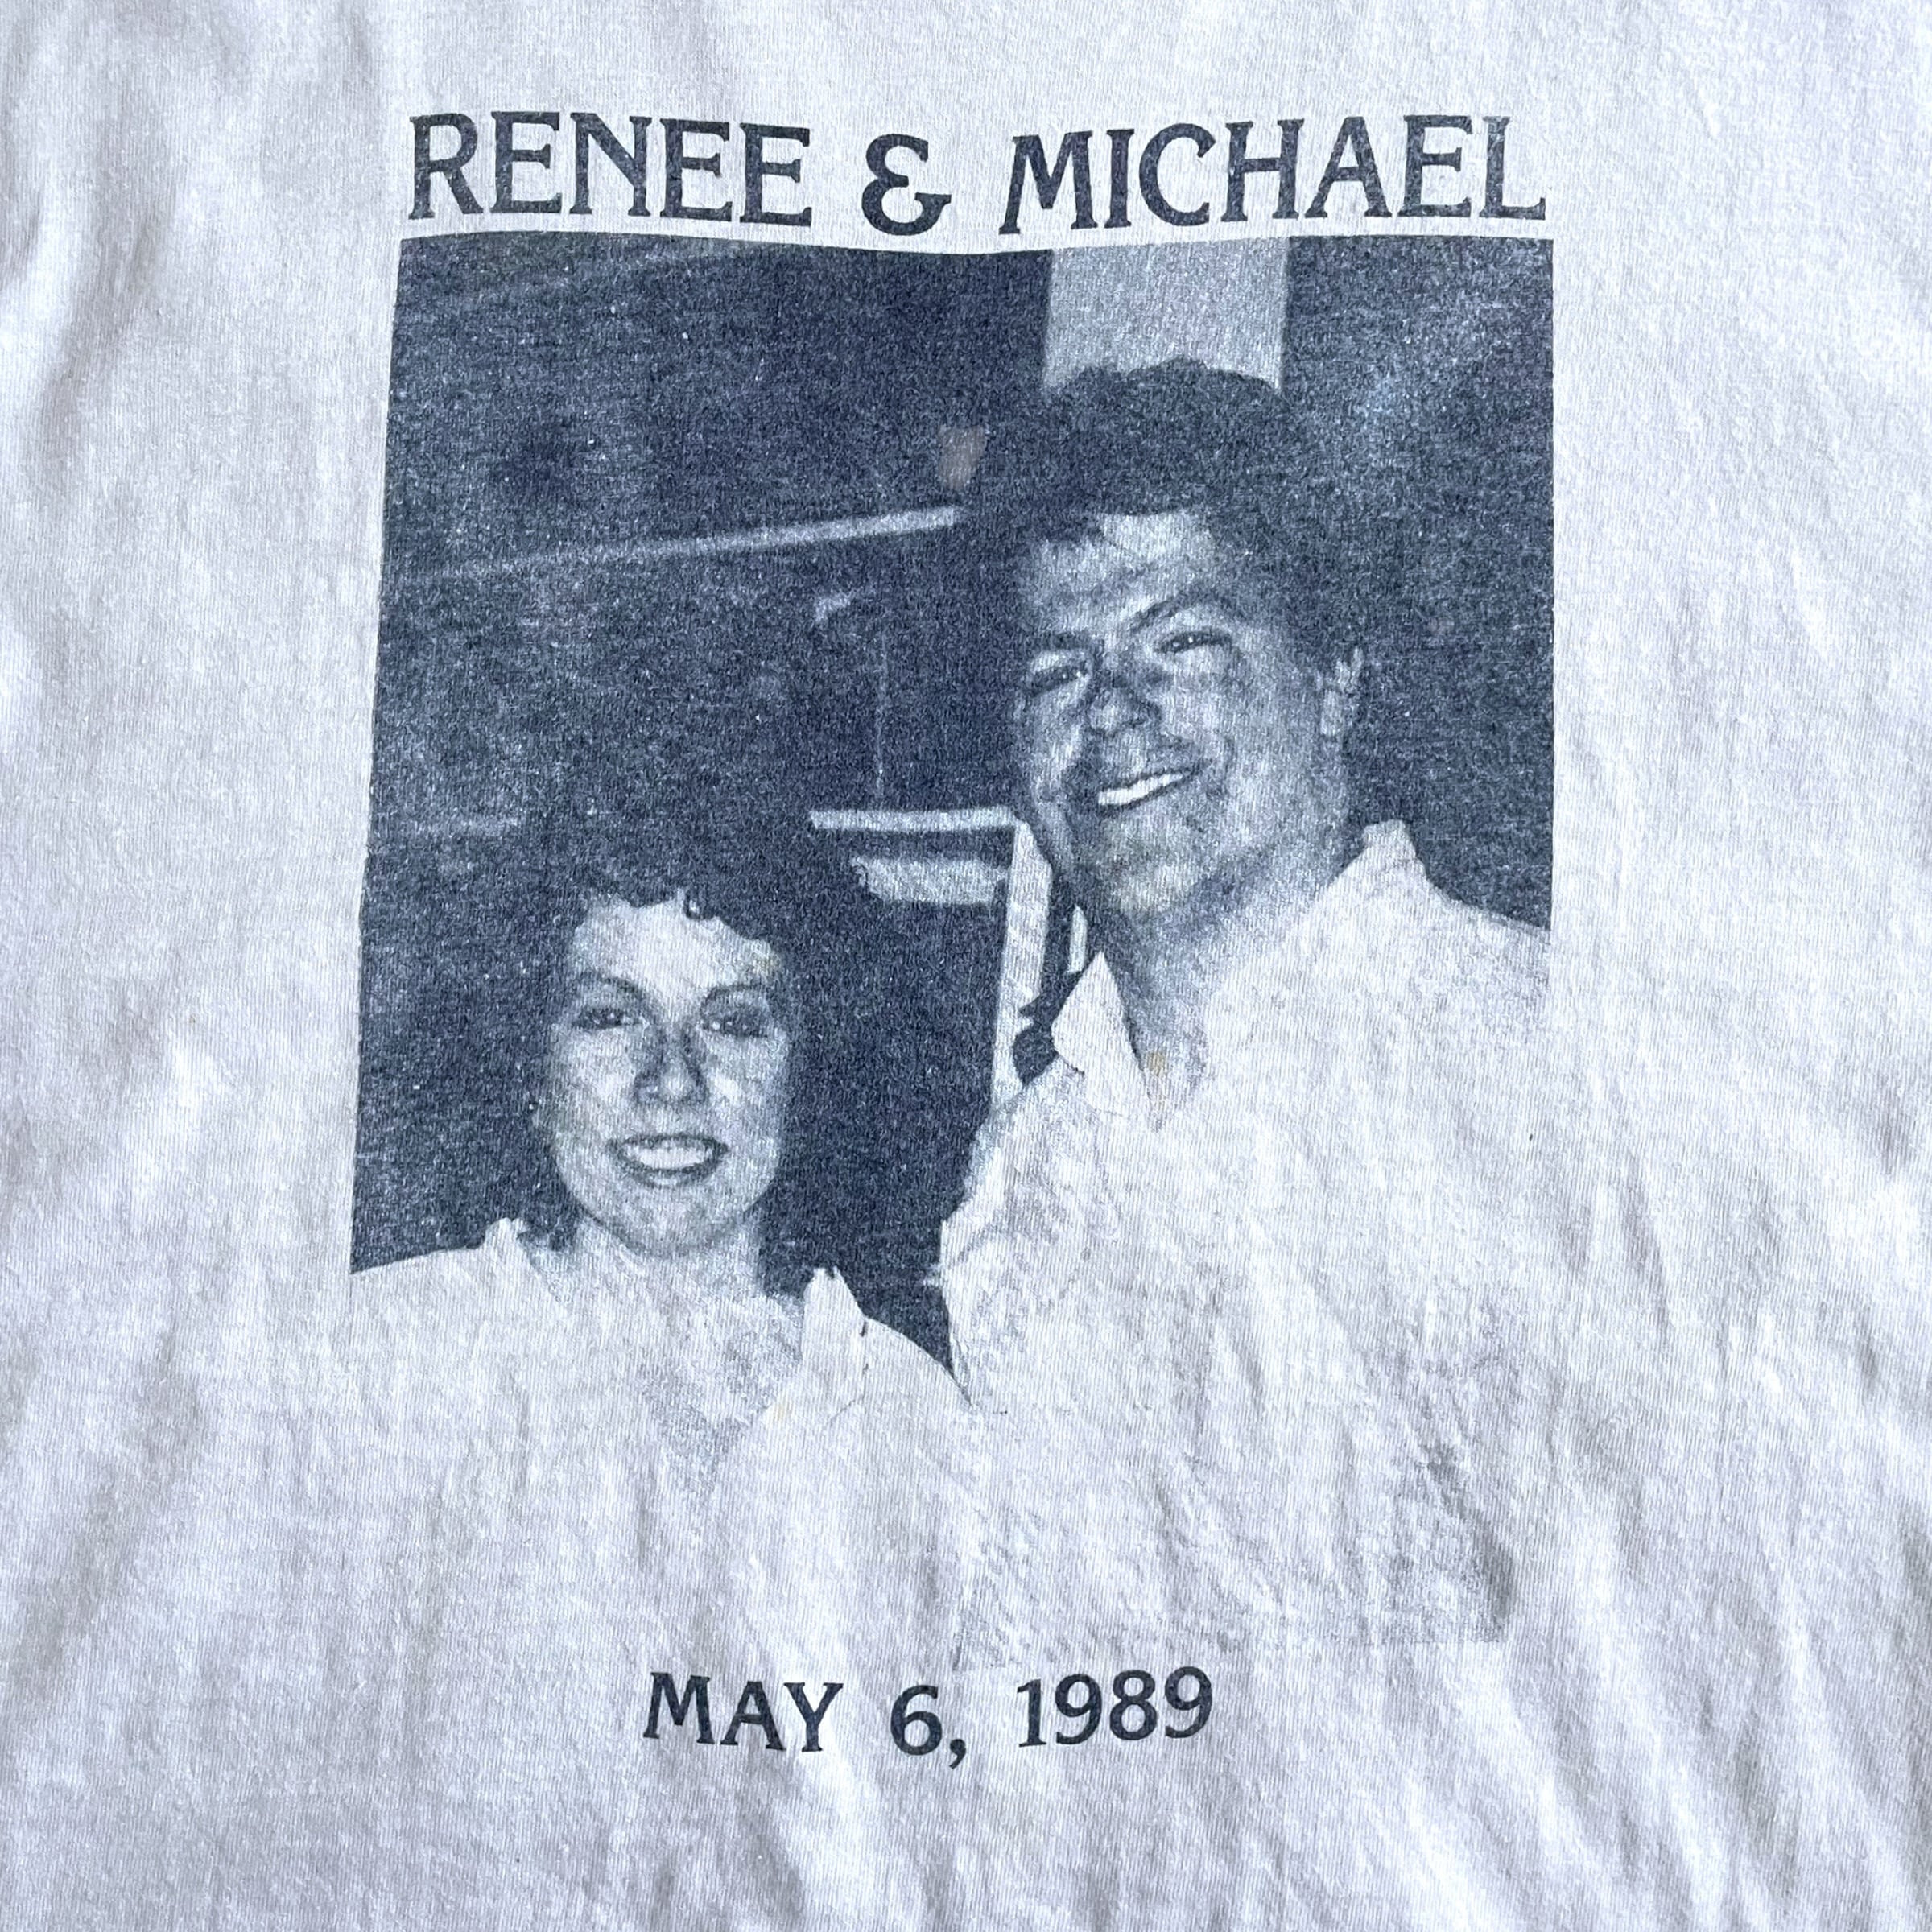 RENEE & MICHAEL
MAY 6, 1989